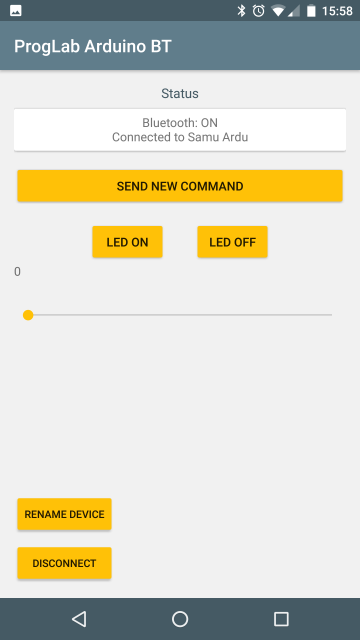 15:58
ProgLab Arduino BT
Status
Bluetooth: ON
Connected to Samu Ardu
SEND NEW COMMAND
LED ON
LED OFF
0
RENAME DEVICE
DISCONNECT